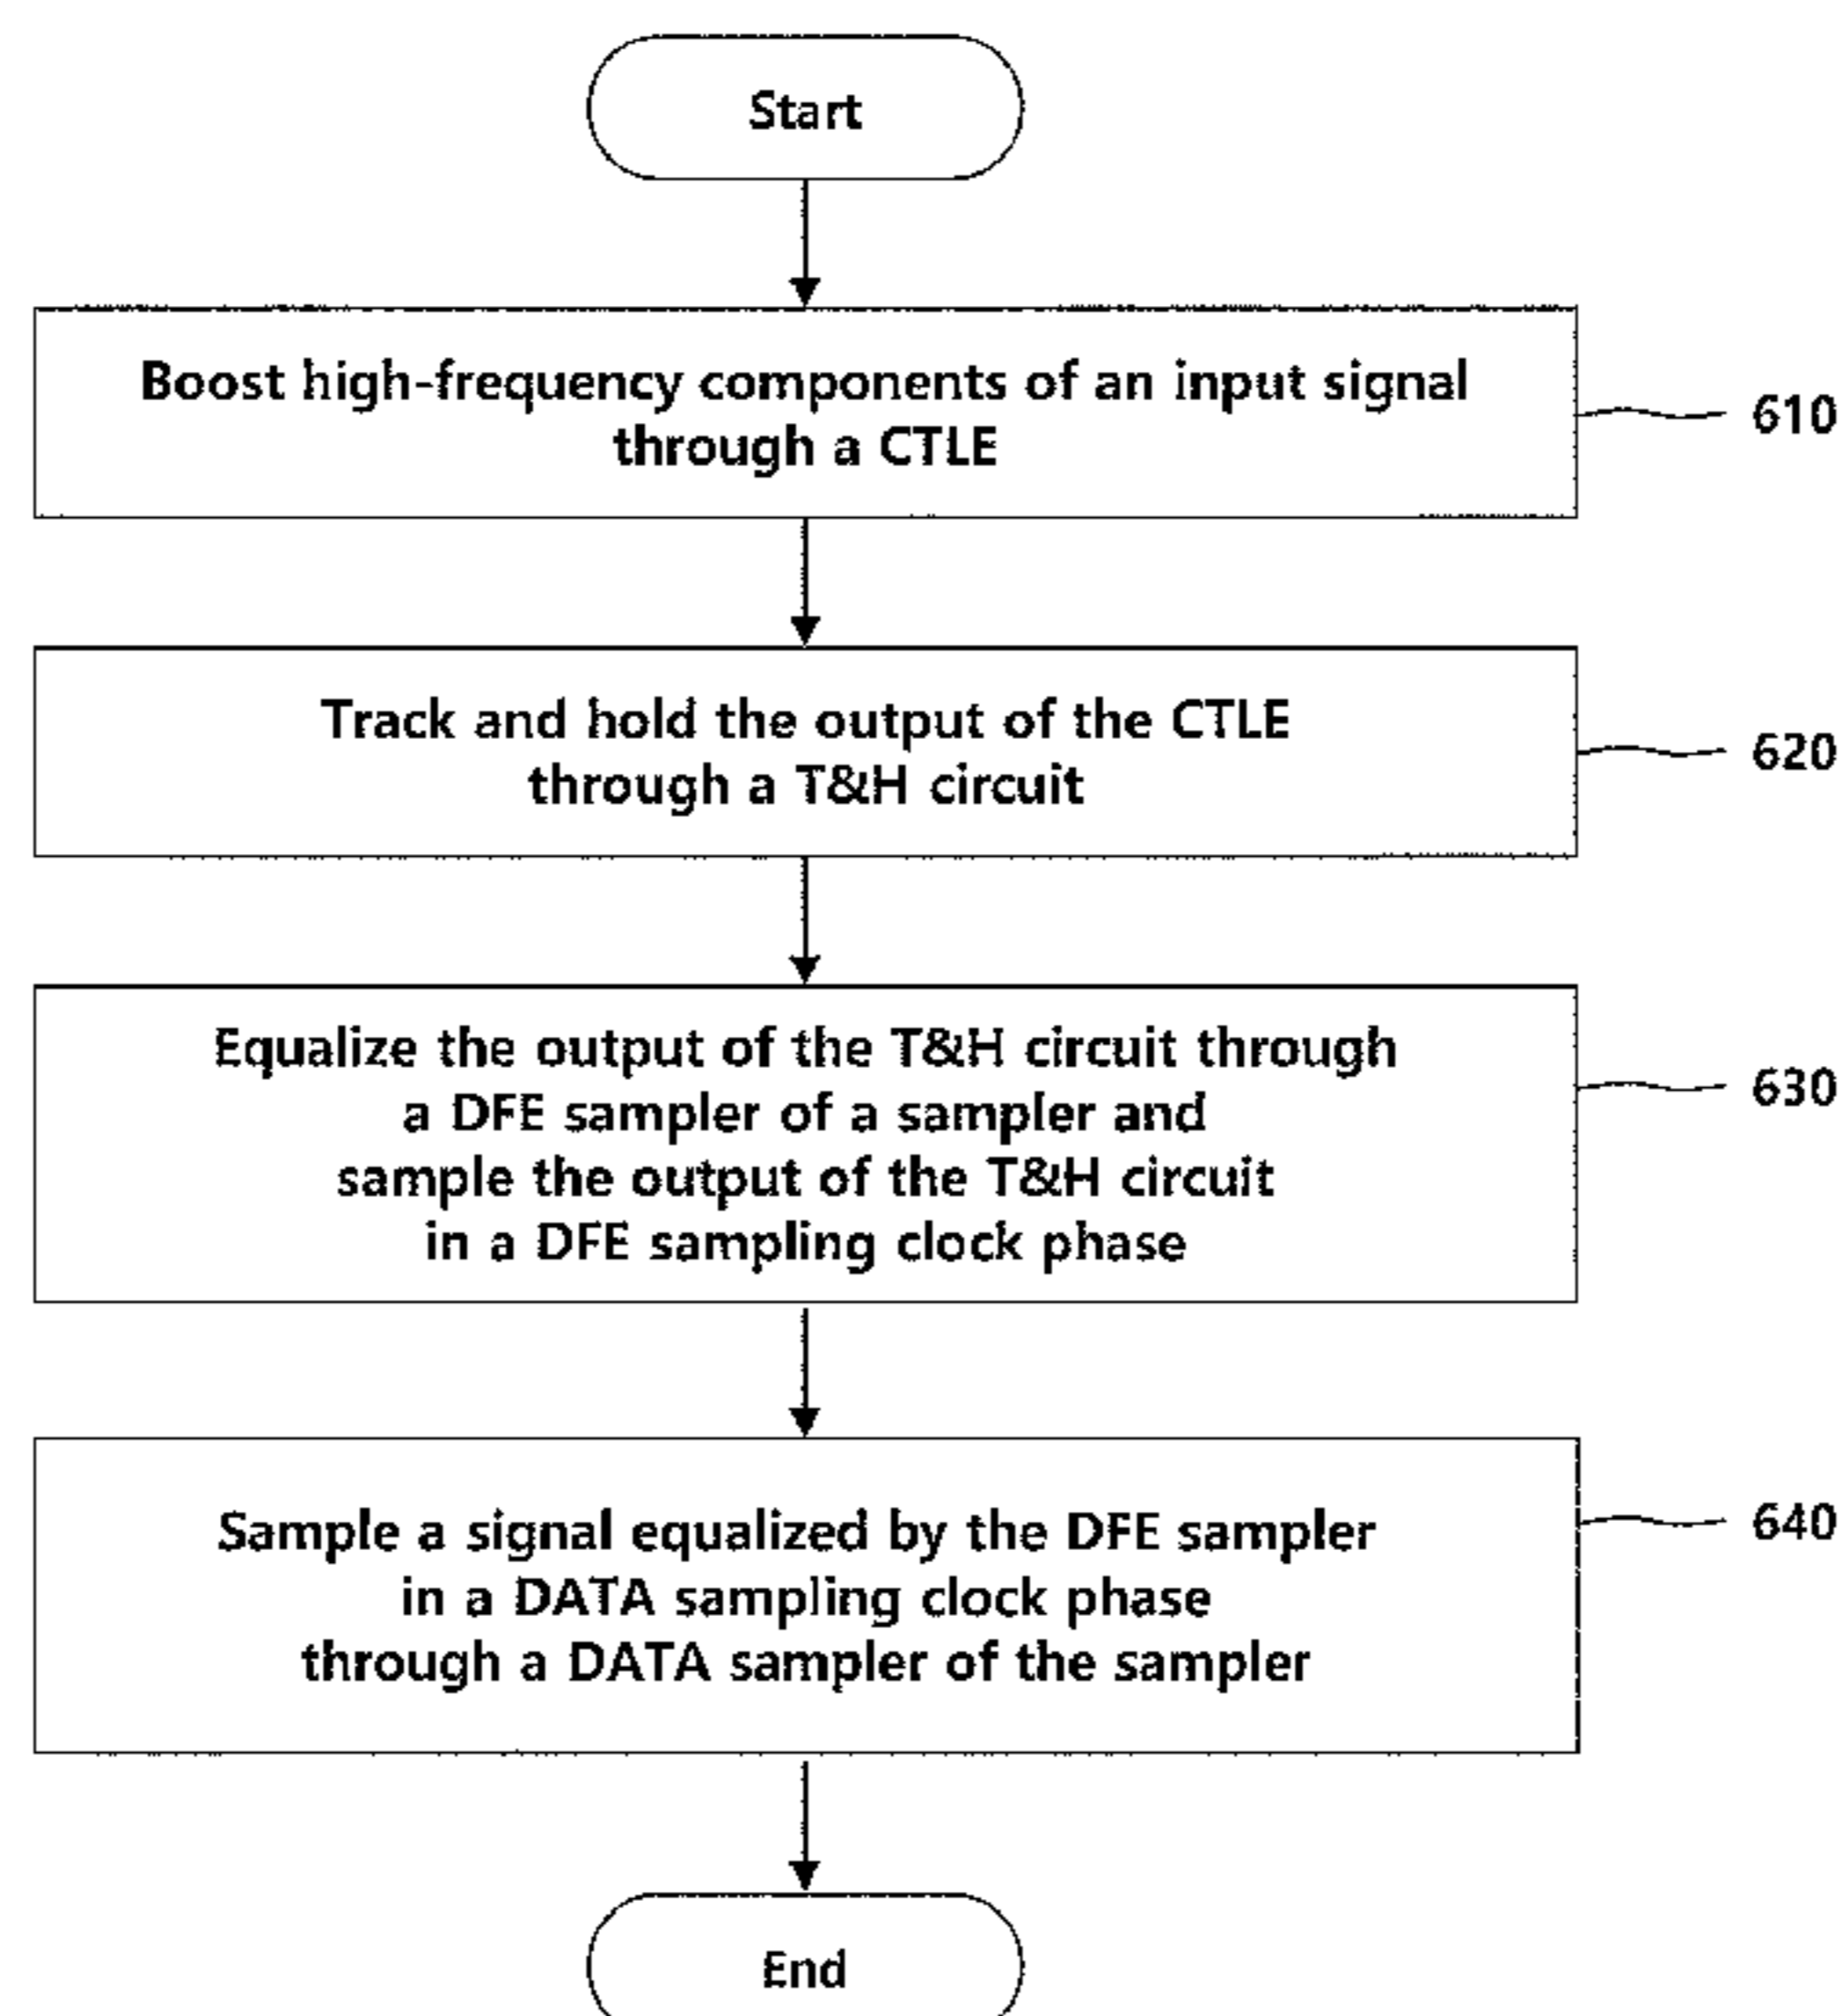 Start
Boost high-frequency components of an input signal
through a CTLE
610
Track and hold the output of the CTLE
through a T&H circuit
620
Equalize the output of the T&H circuit through
a DFE sampler of a sampler and
sample the output of the T&H circuit
in a DFE sampling clock phase
630
Sample a signal equalized by the DFE sampler
in a DATA sampling clock phase
through a DATA sampler of the sampler
640
End